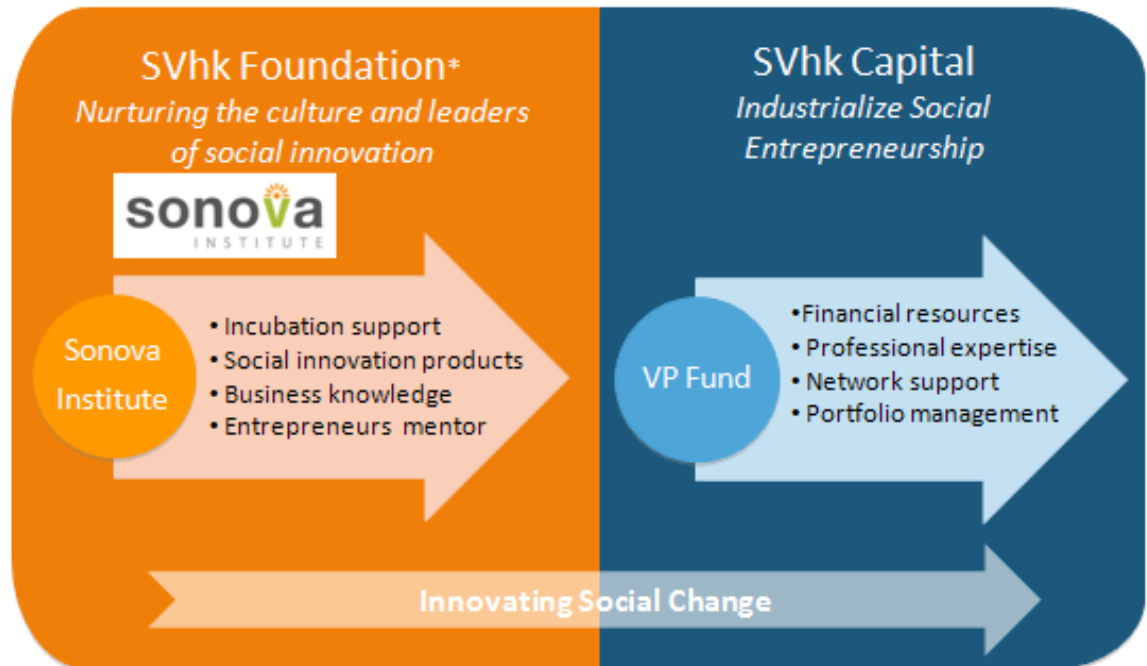 SVhk Foundation*
Nurturing the culture and leaders
of social innovation
sonova
INSTITUTE
Sonova
Institute
• Incubation support
• Social innovation products
• Business knowledge
• Entrepreneurs mentor
SVhk Capital
Industrialize Social
Entrepreneurship
VP Fund
•Financial resources
• Professional expertise
• Network support
• Portfolio management
Innovating Social Change